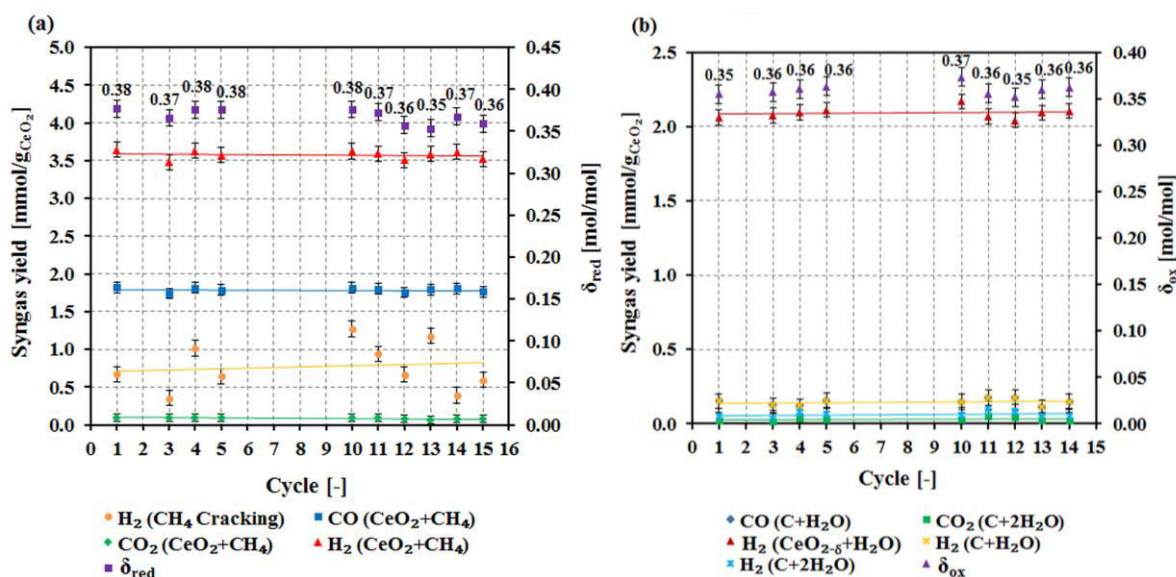 (a)
5.0
4.5
4.0
3.5
3.0
2.5
2.0
1.5
1.0
0.5
0.0
Syngas yield [mmol/g_CeO₂]
0.38
0.37
0.38
0.38
0.38
0.37
0.36
0.35
0.37
0.36
0.45
0.40
0.35
0.30
0.25
0.20
0.15
0.10
0.05
0.00
δ_red [mol/mol]
0 1 2 3 4 5 6 7 8 9 10 11 12 13 14 15 16
Cycle [-]
H₂ (CH₄ Cracking)
CO (CeO₂+CH₄)
CO₂ (CeO₂+CH₄)
H₂ (CeO₂+CH₄)
δ_red
(b)
2.5
2.0
1.5
1.0
0.5
0.0
Syngas yield [mmol/g_CeO₂]
0.35
0.36
0.36
0.36
0.37
0.36
0.35
0.36
0.36
0.40
0.35
0.30
0.25
0.20
0.15
0.10
0.05
0.00
δ_ox [mol/mol]
0 1 2 3 4 5 6 7 8 9 10 11 12 13 14 15
Cycle [-]
CO (C+H₂O)
CO₂ (C+2H₂O)
H₂ (CeO₂₋δ+H₂O)
H₂ (C+H₂O)
H₂ (C+2H₂O)
δ_ox